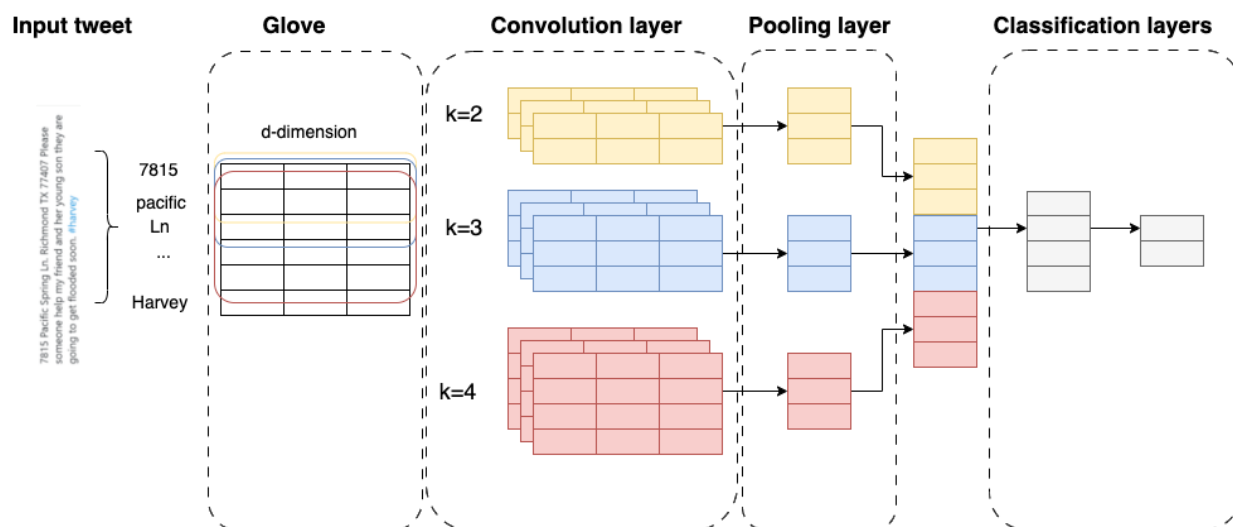 Input tweet
Glove
Convolution layer
Pooling layer
Classification layers
7815 Pacific Spring Ln. Richmond TX 77407 Please
someone help my friend and her young son they are
going to get flooded soon. #harvey
d-dimension
7815
pacific
Ln
...
Harvey
k=2
k=3
k=4